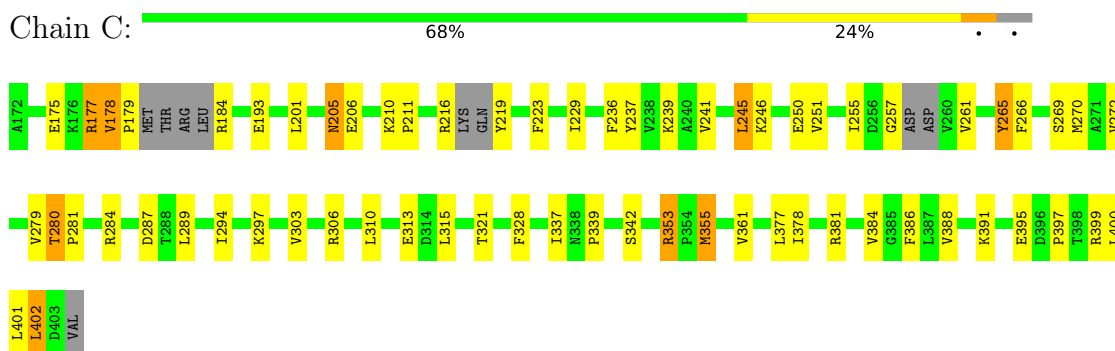 Chain C:
68% 24% • •
A172 E175 K176 R177 V178 P179 MET THR ARG LEU R184 E193 L201 N205 E206 K210 P211 R216 LYS GLN Y219 F223 I229 F236 Y237 V238 K239 A240 V241 L245 K246 E250 V251 I255 D256 G257 ASP ASP V260 V261 Y265 F266 S269 M270 A271
V279 T280 P281 R284 D287 T288 L289 I294 K297 V303 R306 L310 E313 D314 L315 T321 F328 I337 N338 P339 S342 R353 P354 M355 V361 L377 I378 R381 V384 G385 F386 L387 V388 K391 E395 D396 P397 T398 R399
L401 L402 D403 VAL